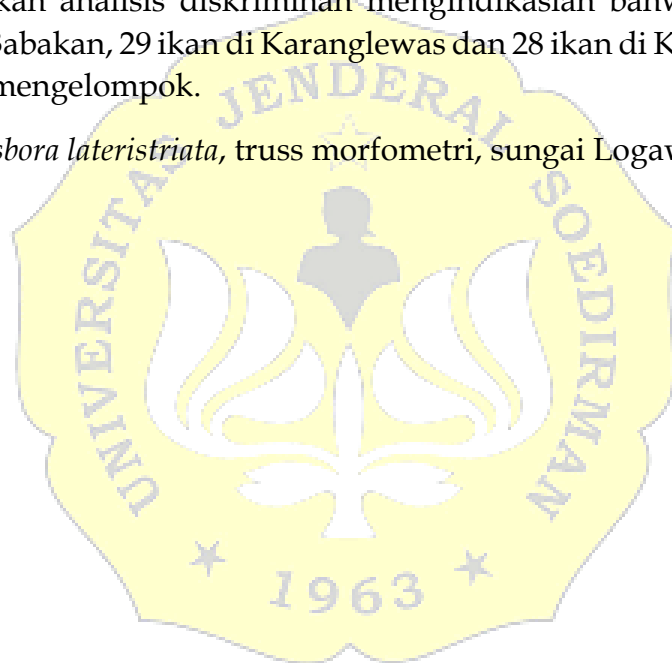 kan analisis diskriminan mengindikasian bahw
Babakan, 29 ikan di Karanglewas dan 28 ikan di K
mengelompok.
sbora lateristriata, truss morfometri, sungai Logaw
UNIVERSITAS JENDERAL SOEDIRMAN
1963